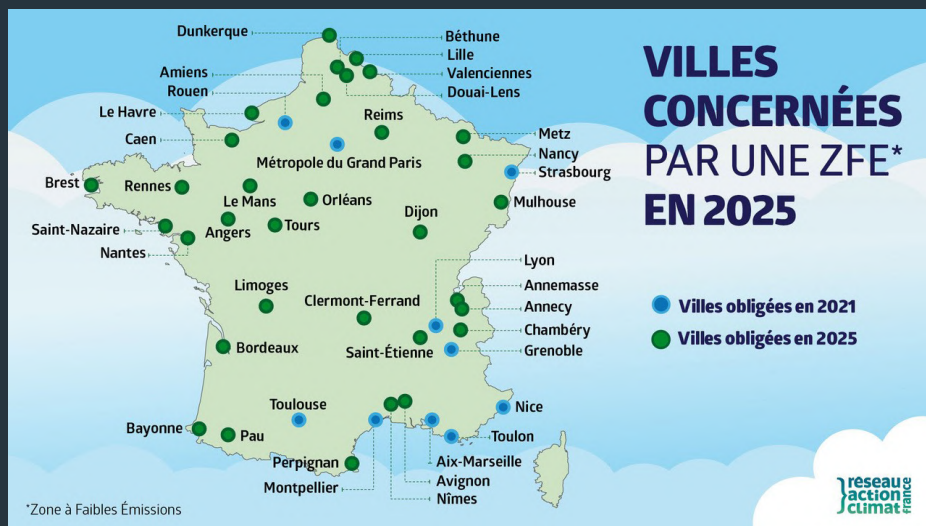 VILLES
CONCERNÉES
PAR UNE ZFE*
EN 2025
Villes obligées en 2021
Villes obligées en 2025
Dunkerque
Béthune
Lille
Valenciennes
Douai-Lens
Amiens
Rouen
Le Havre
Caen
Reims
Métropole du Grand Paris
Metz
Nancy
Strasbourg
Mulhouse
Brest
Rennes
Le Mans
Orléans
Dijon
Saint-Nazaire
Angers
Tours
Nantes
Lyon
Annemasse
Annecy
Chambéry
Grenoble
Limoges
Clermont-Ferrand
Saint-Étienne
Bordeaux
Toulouse
Nice
Toulon
Bayonne
Pau
Perpignan
Montpellier
Aix-Marseille
Avignon
Nîmes
*Zone à Faibles Émissions
reseau
action
climat
france